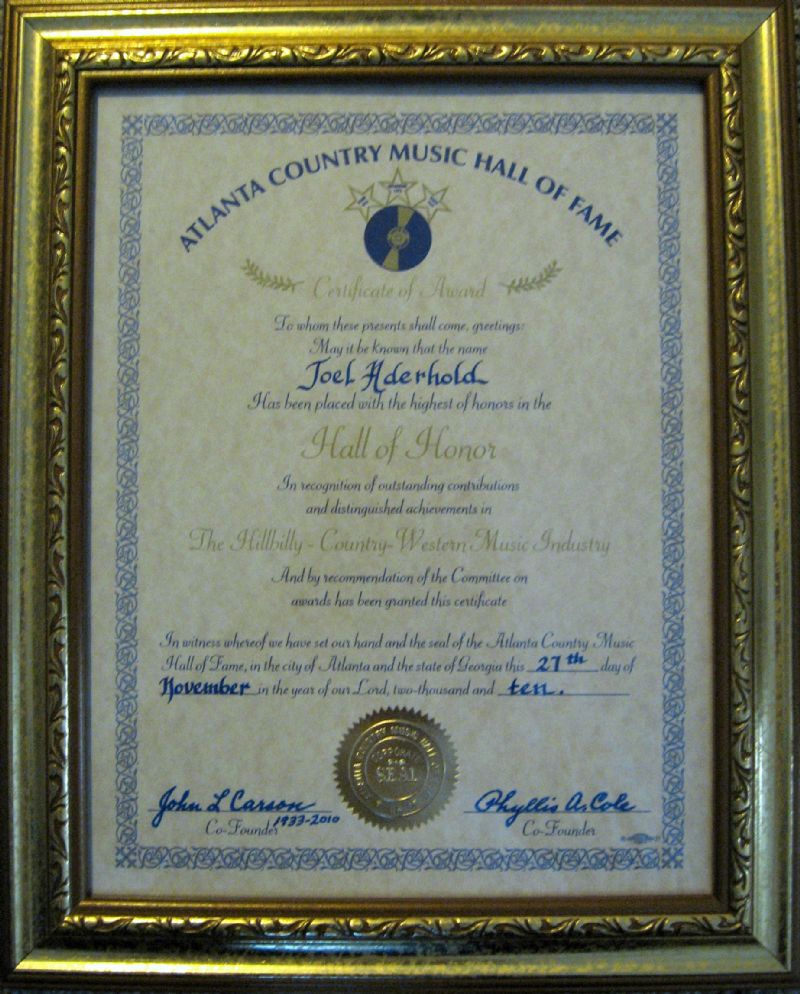 ATLANTA COUNTRY MUSIC HALL OF FAME
Certificate of Award
To whom these presents shall come, greetings:
May it be known that the name
Joel Aderhold
Has been placed with the highest of honors in the
Hall of Honor
In recognition of outstanding contributions
and distinguished achievements in
The Hillbilly - Country - Western Music Industry
And by recommendation of the Committee on
awards has been granted this certificate
In witness whereof we have set our hand and the seal of the Atlanta Country Music
Hall of Fame, in the city of Atlanta and the state of Georgia this 27th day of
November in the year of our Lord, two-thousand and ten.
COUNTRY MUSIC HALL
CORPORATE
SEAL
John L Carson
1933-2010
Co-Founder
Phyllis A. Cole
Co-Founder